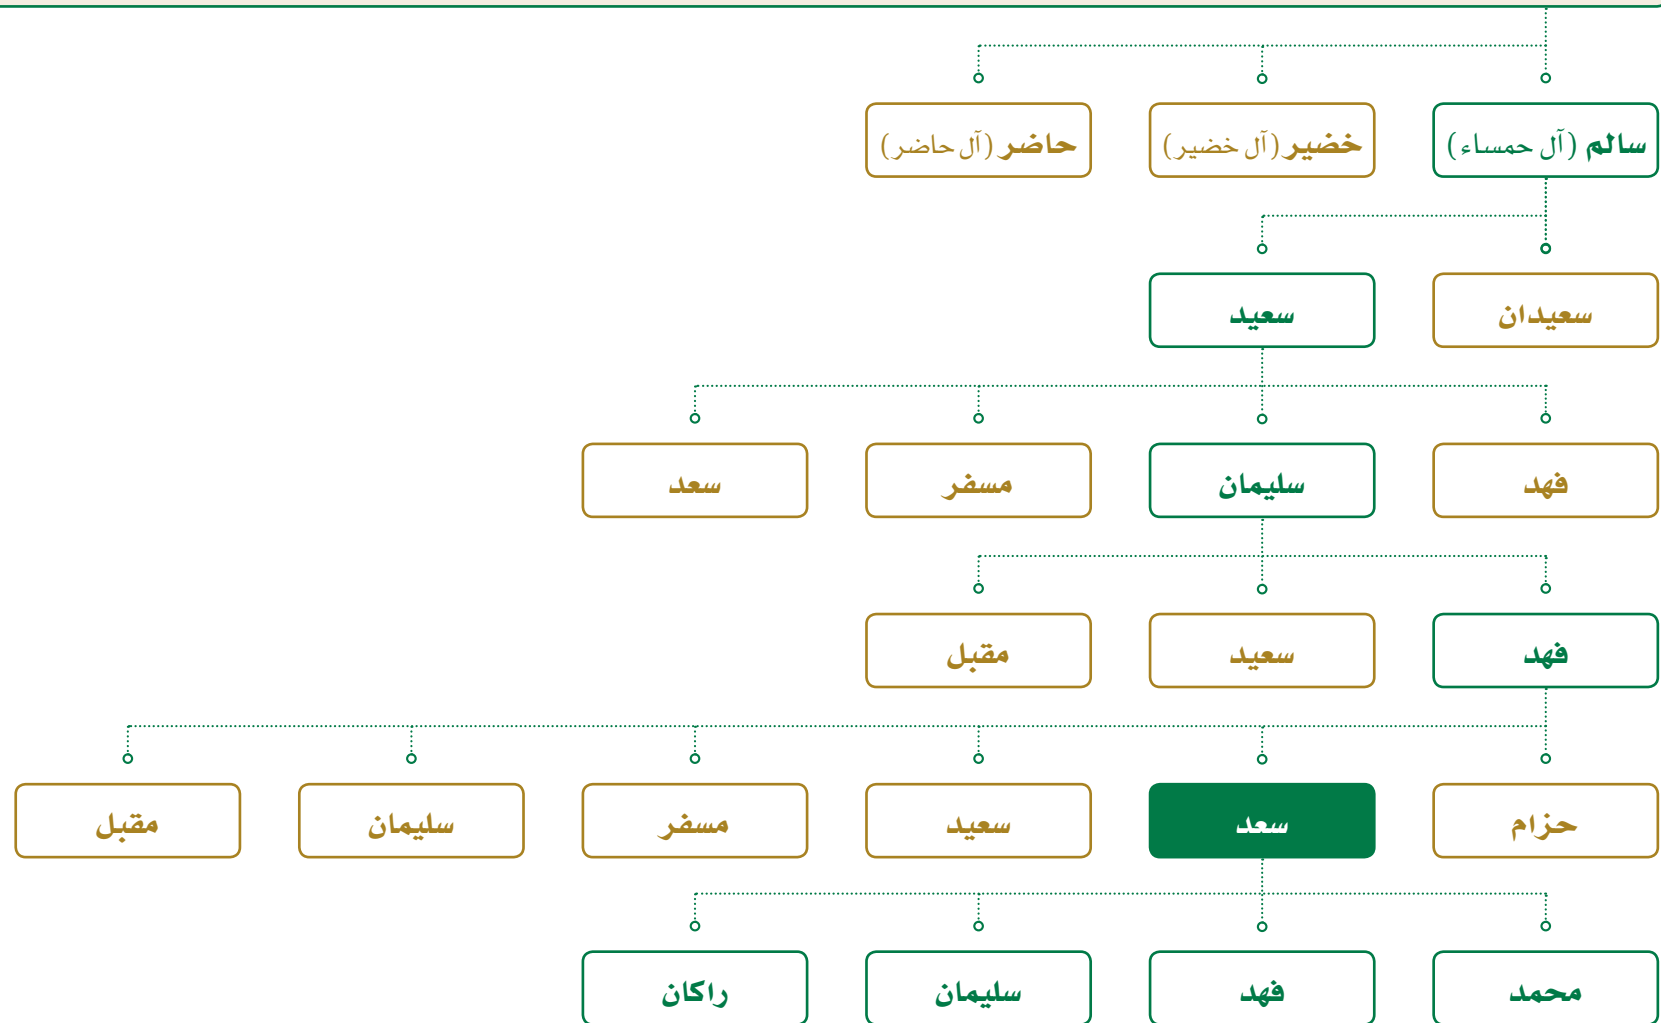 سالم (آل حمساء) خضير (آل خضير) حاضر (آل حاضر)
سعيدان سعيد
فهد سليمان مسفر سعد
فهد سعيد مقبل
حزام سعد سعيد مسفر سليمان مقبل
محمد فهد سليمان راكان